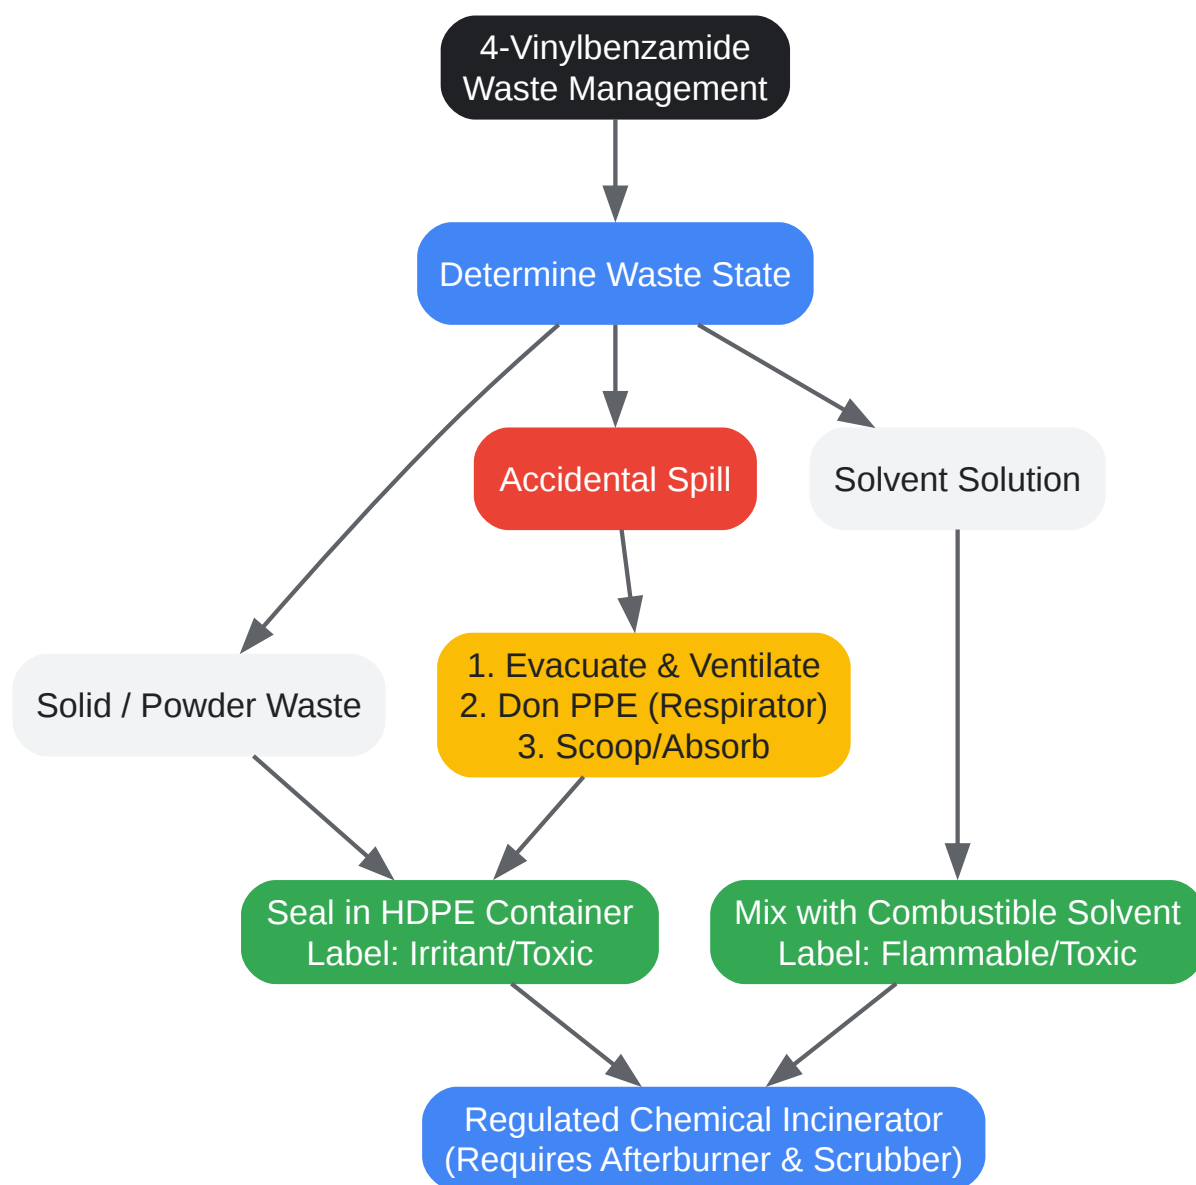 4-Vinylbenzamide
Waste Management
Determine Waste State
Accidental Spill
Solvent Solution
Solid / Powder Waste
1. Evacuate & Ventilate
2. Don PPE (Respirator)
3. Scoop/Absorb
Seal in HDPE Container
Label: Irritant/Toxic
Mix with Combustible Solvent
Label: Flammable/Toxic
Regulated Chemical Incinerator
(Requires Afterburner & Scrubber)